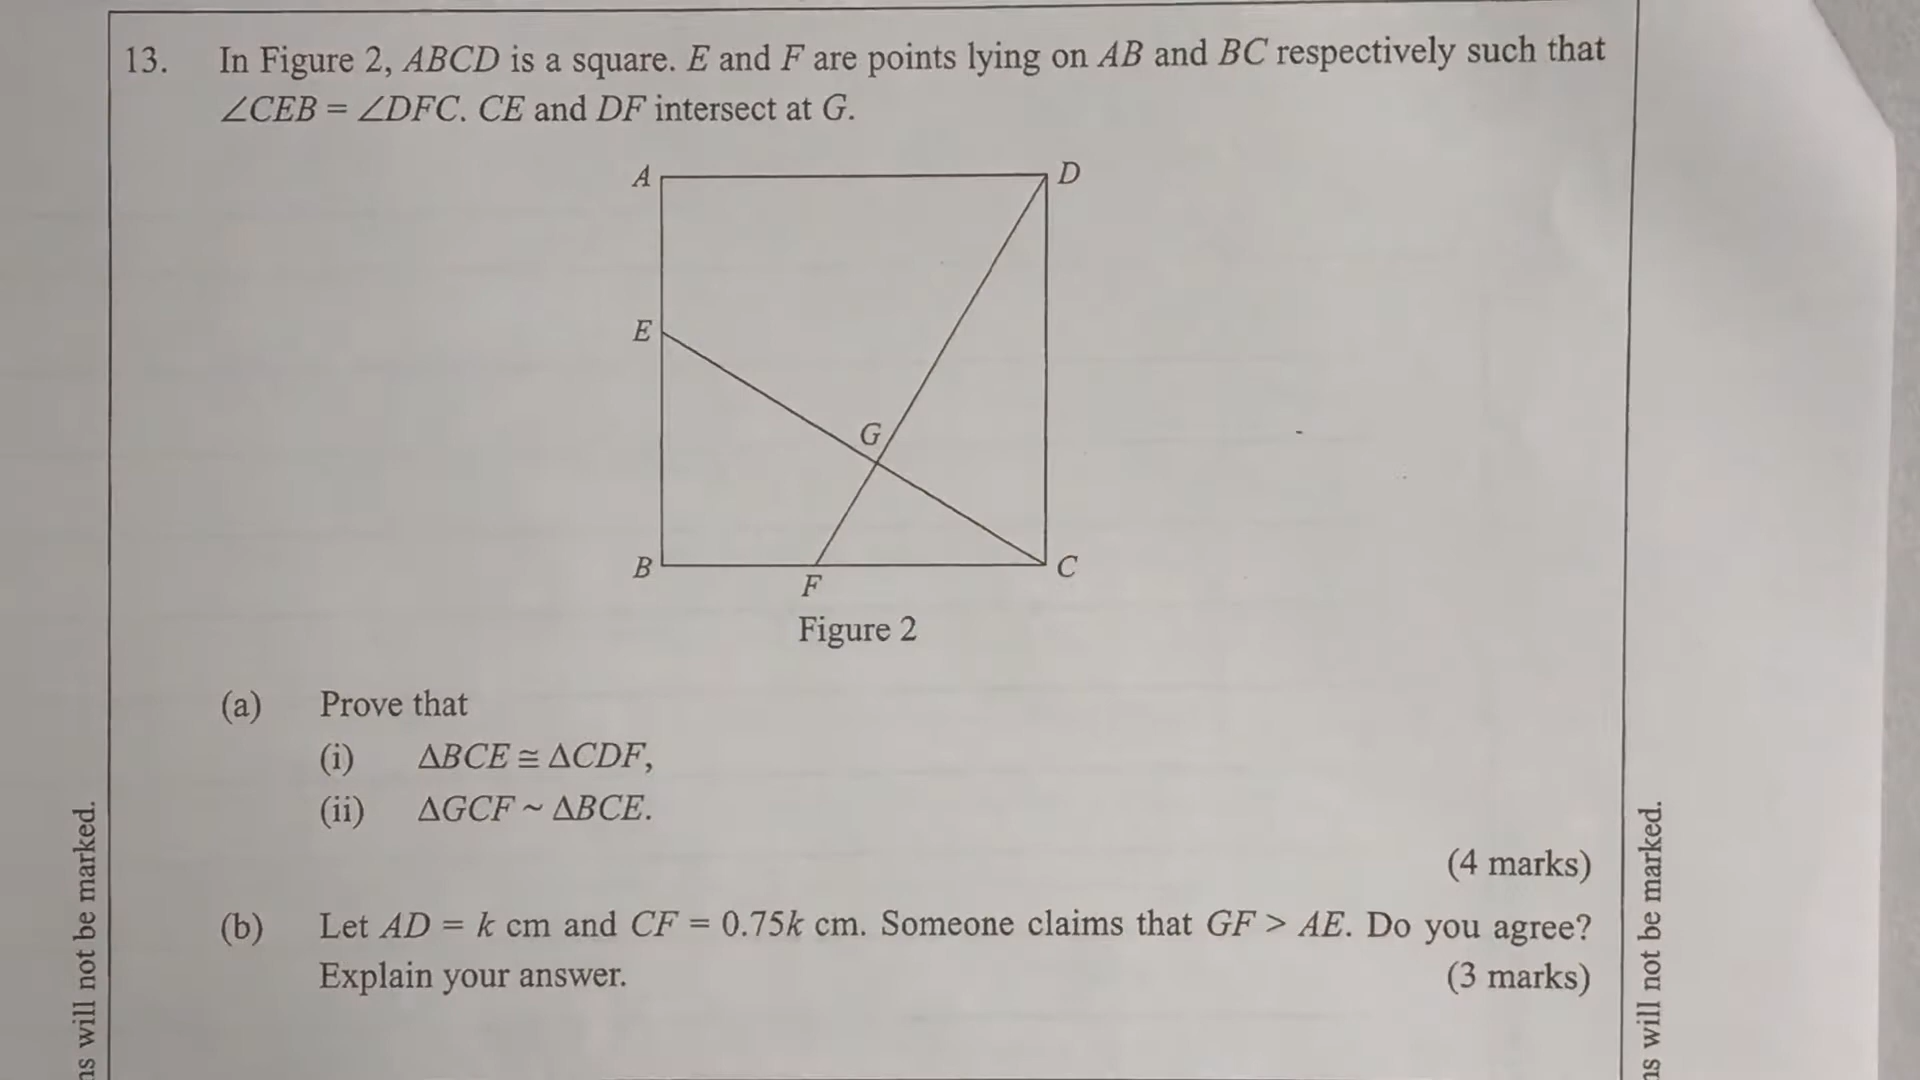 13. In Figure 2, ABCD is a square. E and F are points lying on AB and BC respectively such that
∠CEB = ∠DFC. CE and DF intersect at G.
A
D
E
G
B
C
F
Figure 2
(a) Prove that
(i) ΔBCE ≅ ΔCDF,
(ii) ΔGCF ~ ΔBCE.
(4 marks)
(b) Let AD = k cm and CF = 0.75k cm. Someone claims that GF > AE. Do you agree?
Explain your answer.
(3 marks)
will not be marked.
will not be marked.